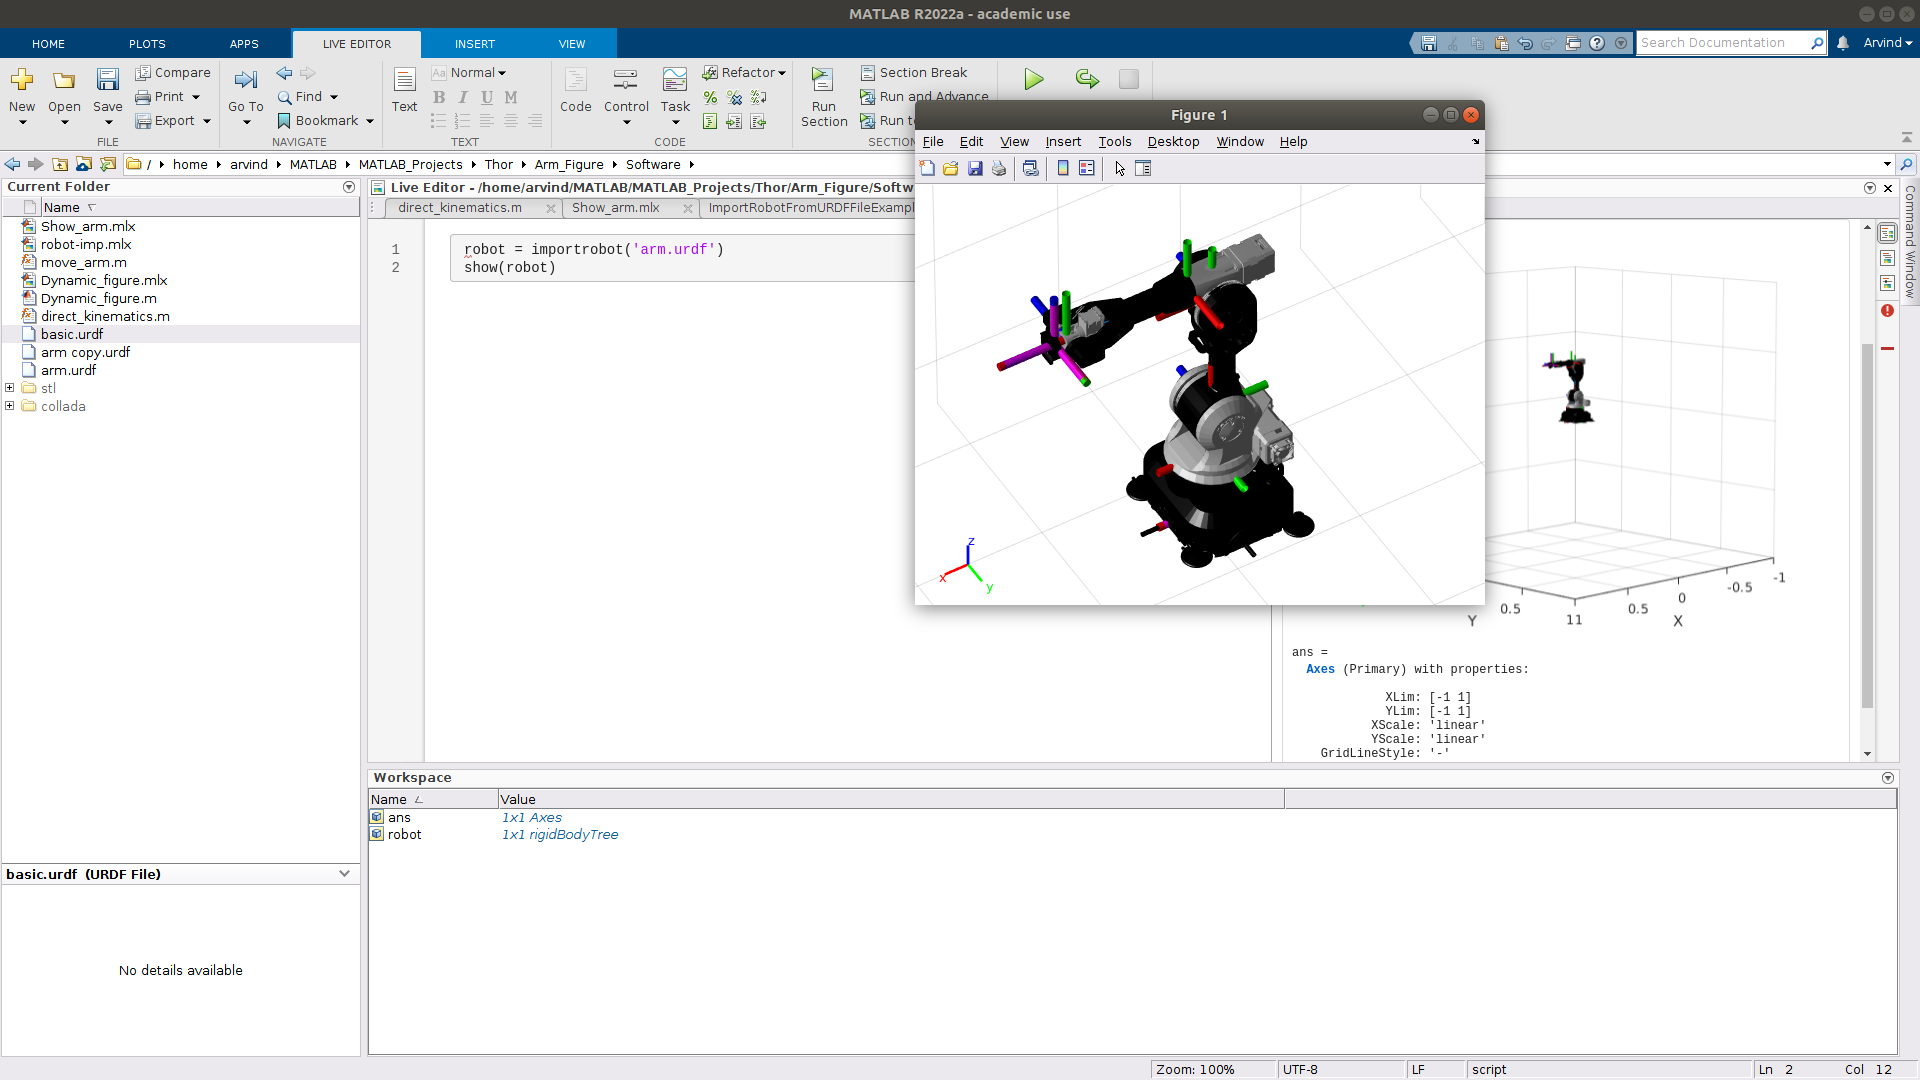 MATLAB R2022a - academic use
HOME PLOTS APPS LIVE EDITOR INSERT VIEW
Search Documentation Arvind
New Open Save Compare Print Export
FILE
Go To Find Bookmark
NAVIGATE
Text Aa Normal B I U M
TEXT
Code Control Task Refactor
CODE
Run Section Section Break Run and Advance Run t
SECTION
/ home arvind MATLAB MATLAB_Projects Thor Arm_Figure Software
Current Folder
Name
Show_arm.mlx
robot-imp.mlx
move_arm.m
Dynamic_figure.mlx
Dynamic_figure.m
direct_kinematics.m
basic.urdf
arm copy.urdf
arm.urdf
stl
collada
basic.urdf (URDF File)
No details available
Live Editor - /home/arvind/MATLAB/MATLAB_Projects/Thor/Arm_Figure/Softw
direct_kinematics.m Show_arm.mlx ImportRobotFromURDFFileExampl
1 robot = importrobot('arm.urdf')
2 show(robot)
Figure 1
File Edit View Insert Tools Desktop Window Help
z
x
y
-1
-0.5
0
0.5
11
0.5
X
Y
ans =
Axes (Primary) with properties:
XLim: [-1 1]
YLim: [-1 1]
XScale: 'linear'
YScale: 'linear'
GridLineStyle: '-'
Command Window
Workspace
Name Value
ans 1x1 Axes
robot 1x1 rigidBodyTree
Zoom: 100% UTF-8 LF script Ln 2 Col 12